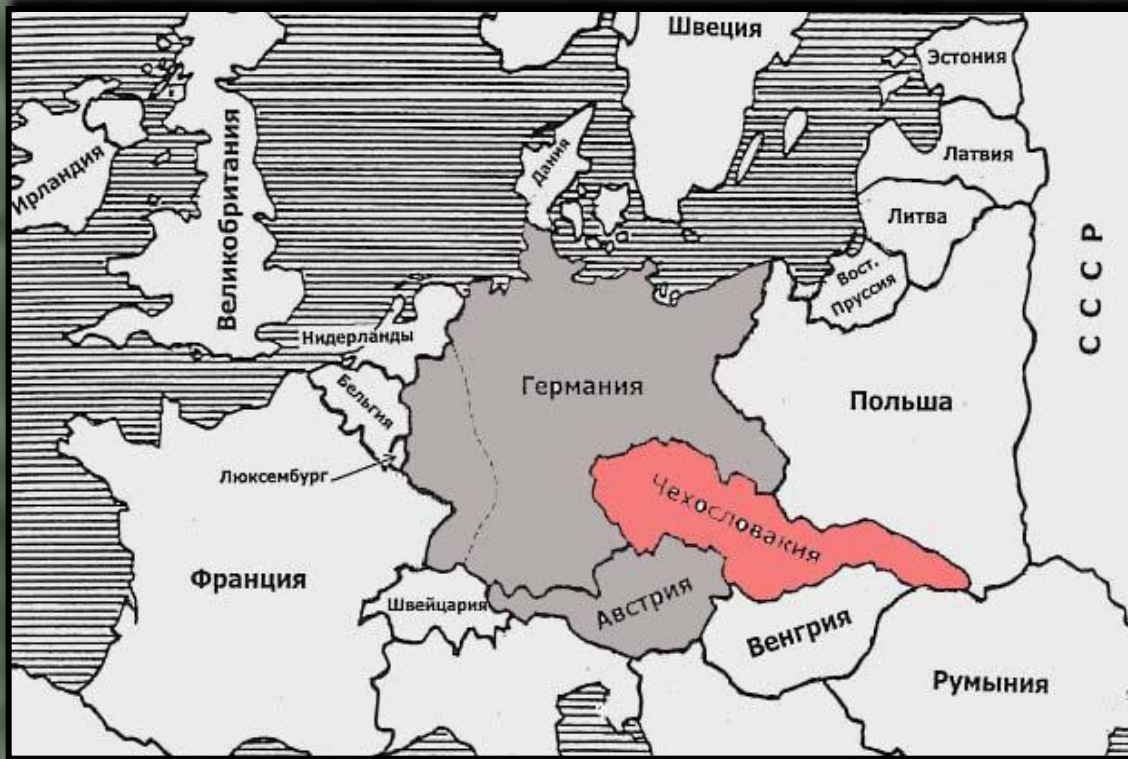 Швеция
Эстония
Латвия
Литва
Ирландия
Великобритания
Дания
Вост.
Пруссия
СССР
Нидерланды
Бельгия
Германия
Польша
Люксембург
Чехословакия
Франция
Швейцария
Австрия
Венгрия
Румыния